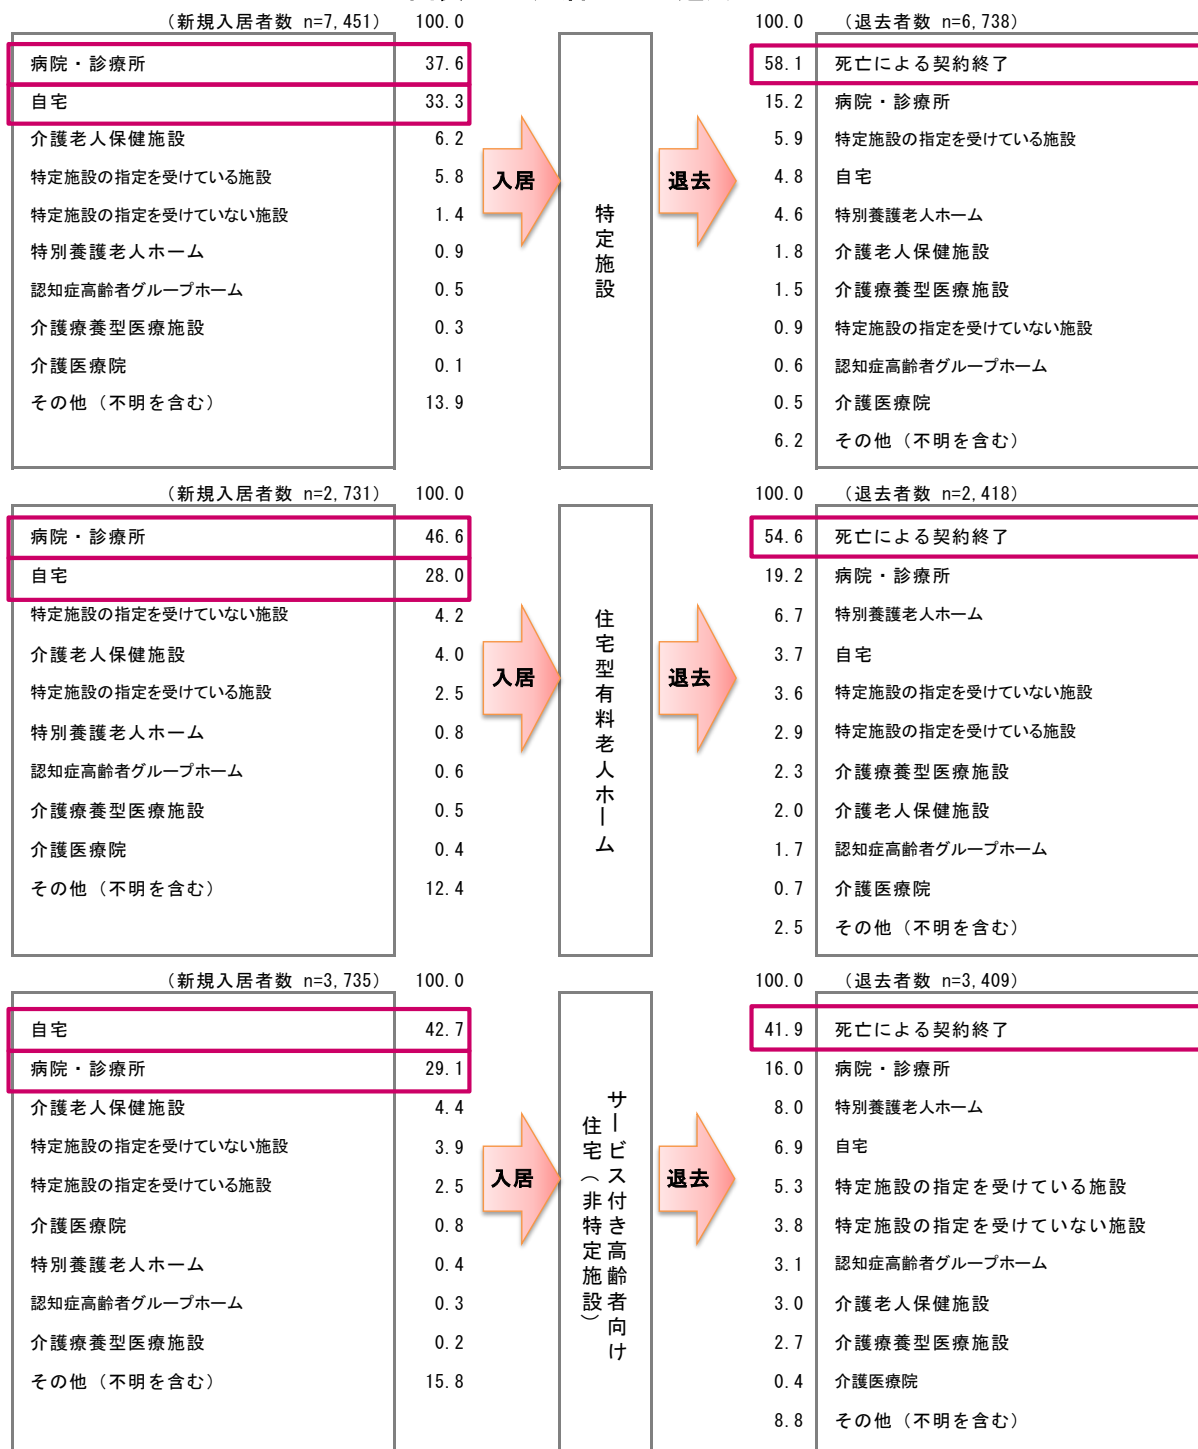 （新規入居者数 n=7,451） 100.0
病院・診療所 37.6
自宅 33.3
介護老人保健施設 6.2
特定施設の指定を受けている施設 5.8
特定施設の指定を受けていない施設 1.4
特別養護老人ホーム 0.9
認知症高齢者グループホーム 0.5
介護療養型医療施設 0.3
介護医療院 0.1
その他（不明を含む） 13.9
入居
特定施設
退去
100.0 （退去者数 n=6,738）
58.1 死亡による契約終了
15.2 病院・診療所
5.9 特定施設の指定を受けている施設
4.8 自宅
4.6 特別養護老人ホーム
1.8 介護老人保健施設
1.5 介護療養型医療施設
0.9 特定施設の指定を受けていない施設
0.6 認知症高齢者グループホーム
0.5 介護医療院
6.2 その他（不明を含む）
（新規入居者数 n=2,731） 100.0
病院・診療所 46.6
自宅 28.0
特定施設の指定を受けていない施設 4.2
介護老人保健施設 4.0
特定施設の指定を受けている施設 2.5
特別養護老人ホーム 0.8
認知症高齢者グループホーム 0.6
介護療養型医療施設 0.5
介護医療院 0.4
その他（不明を含む） 12.4
入居
住宅型有料老人ホーム
退去
100.0 （退去者数 n=2,418）
54.6 死亡による契約終了
19.2 病院・診療所
6.7 特別養護老人ホーム
3.7 自宅
3.6 特定施設の指定を受けていない施設
2.9 特定施設の指定を受けている施設
2.3 介護療養型医療施設
2.0 介護老人保健施設
1.7 認知症高齢者グループホーム
0.7 介護医療院
2.5 その他（不明を含む）
（新規入居者数 n=3,735） 100.0
自宅 42.7
病院・診療所 29.1
介護老人保健施設 4.4
特定施設の指定を受けていない施設 3.9
特定施設の指定を受けている施設 2.5
介護医療院 0.8
特別養護老人ホーム 0.4
認知症高齢者グループホーム 0.3
介護療養型医療施設 0.2
その他（不明を含む） 15.8
入居
サービス付き高齢者向け
住宅（非特定施設）
退去
100.0 （退去者数 n=3,409）
41.9 死亡による契約終了
16.0 病院・診療所
8.0 特別養護老人ホーム
6.9 自宅
5.3 特定施設の指定を受けている施設
3.8 特定施設の指定を受けていない施設
3.1 認知症高齢者グループホーム
3.0 介護老人保健施設
2.7 介護療養型医療施設
0.4 介護医療院
8.8 その他（不明を含む）